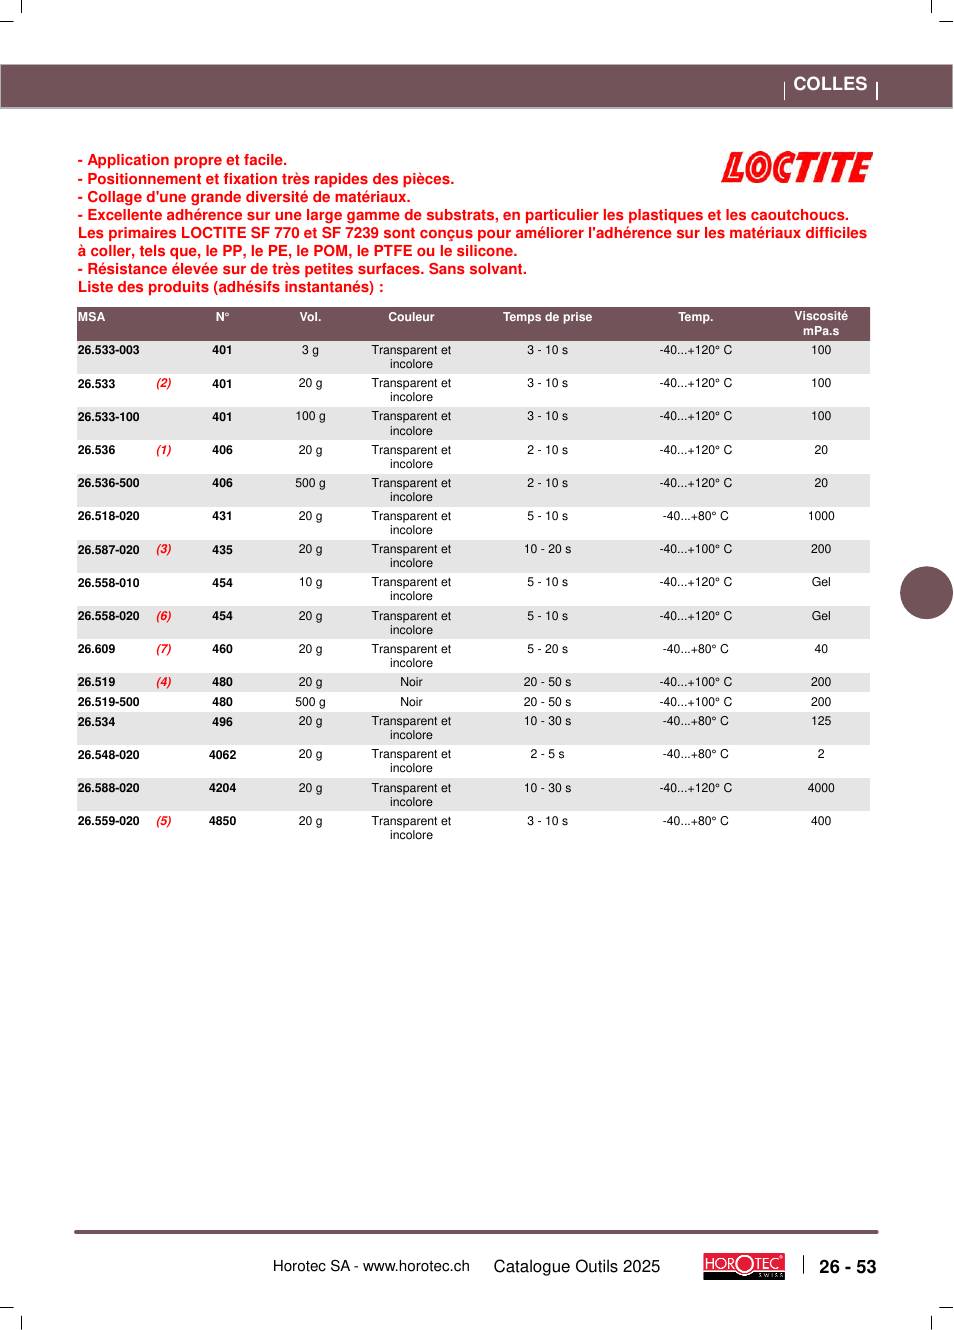 COLLES
LOCTITE
- Application propre et facile.
- Positionnement et fixation très rapides des pièces.
- Collage d'une grande diversité de matériaux.
- Excellente adhérence sur une large gamme de substrats, en particulier les plastiques et les caoutchoucs.
Les primaires LOCTITE SF 770 et SF 7239 sont conçus pour améliorer l'adhérence sur les matériaux difficiles
à coller, tels que, le PP, le PE, le POM, le PTFE ou le silicone.
- Résistance élevée sur de très petites surfaces. Sans solvant.
Liste des produits (adhésifs instantanés) :
MSA N° Vol. Couleur Temps de prise Temp. Viscosité
mPa.s
26.533-003 401 3 g Transparent et 3 - 10 s -40...+120° C 100
incolore
26.533 (2) 401 20 g Transparent et 3 - 10 s -40...+120° C 100
incolore
26.533-100 401 100 g Transparent et 3 - 10 s -40...+120° C 100
incolore
26.536 (1) 406 20 g Transparent et 2 - 10 s -40...+120° C 20
incolore
26.536-500 406 500 g Transparent et 2 - 10 s -40...+120° C 20
incolore
26.518-020 431 20 g Transparent et 5 - 10 s -40...+80° C 1000
incolore
26.587-020 (3) 435 20 g Transparent et 10 - 20 s -40...+100° C 200
incolore
26.558-010 454 10 g Transparent et 5 - 10 s -40...+120° C Gel
incolore
26.558-020 (6) 454 20 g Transparent et 5 - 10 s -40...+120° C Gel
incolore
26.609 (7) 460 20 g Transparent et 5 - 20 s -40...+80° C 40
incolore
26.519 (4) 480 20 g Noir 20 - 50 s -40...+100° C 200
26.519-500 480 500 g Noir 20 - 50 s -40...+100° C 200
26.534 496 20 g Transparent et 10 - 30 s -40...+80° C 125
incolore
26.548-020 4062 20 g Transparent et 2 - 5 s -40...+80° C 2
incolore
26.588-020 4204 20 g Transparent et 10 - 30 s -40...+120° C 4000
incolore
26.559-020 (5) 4850 20 g Transparent et 3 - 10 s -40...+80° C 400
incolore
Horotec SA - www.horotec.ch Catalogue Outils 2025 HOROTEC SWISS 26 - 53